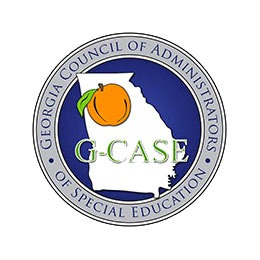 • GEORGIA COUNCIL OF ADMINISTRATORS •
OF SPECIAL EDUCATION
G-CASE